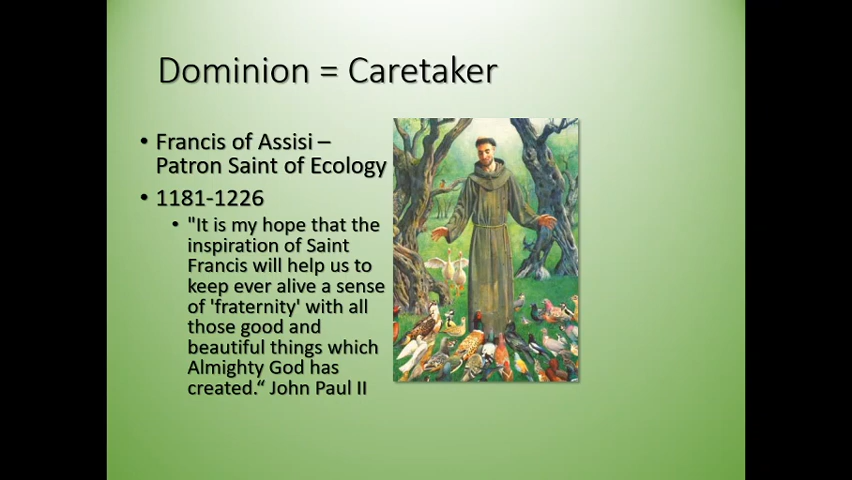 Dominion = Caretaker
• Francis of Assisi –
Patron Saint of Ecology
• 1181-1226
• "It is my hope that the
inspiration of Saint
Francis will help us to
keep ever alive a sense
of 'fraternity' with all
those good and
beautiful things which
Almighty God has
created.“ John Paul II